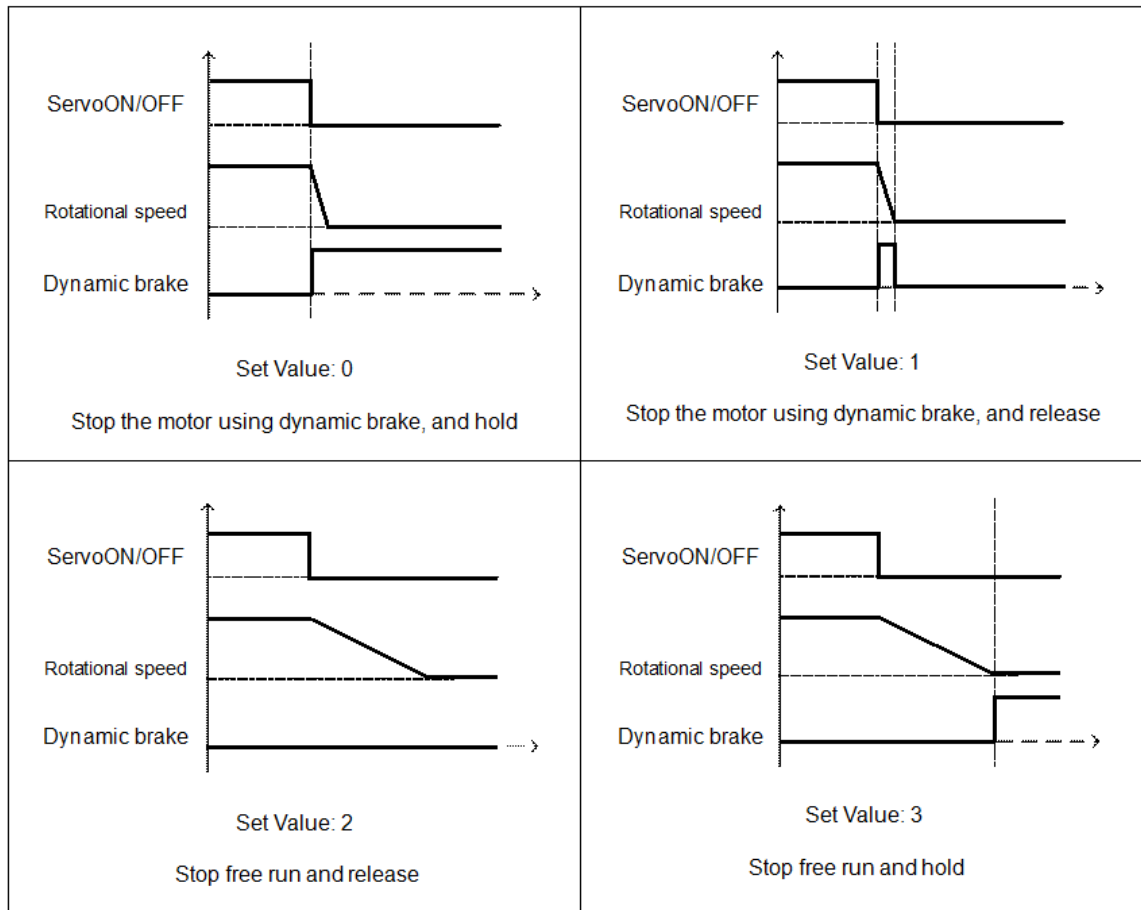 ServoON/OFF
Rotational speed
Dynamic brake
Set Value: 0
Stop the motor using dynamic brake, and hold
ServoON/OFF
Rotational speed
Dynamic brake
Set Value: 1
Stop the motor using dynamic brake, and release
ServoON/OFF
Rotational speed
Dynamic brake
Set Value: 2
Stop free run and release
ServoON/OFF
Rotational speed
Dynamic brake
Set Value: 3
Stop free run and hold